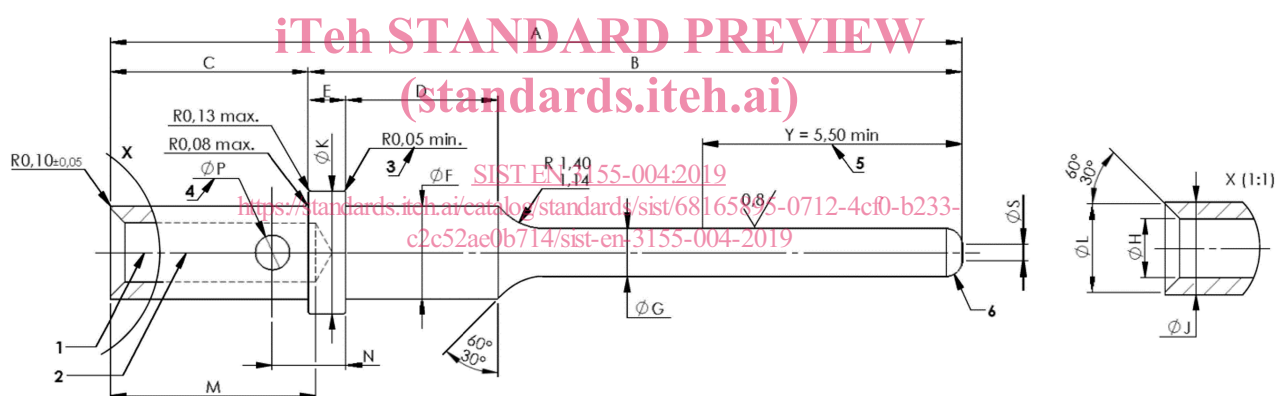 iTeh STANDARD PREVIEW
(standards.iteh.ai)
A
C
B
E
D
R0,13 max.
R0,08 max.
ØK
R0,05 min.
3
Y = 5,50 min
5
R0,10±0,05
X
ØP
4
ØF
R 1,40
1,14
SIST EN 3155-004:2019
https://standards.iteh.ai/catalog/standards/sist/68165895-0712-4cf0-b233-
c2c52ae0b714/sist-en-3155-004-2019
0,8
ØS
60°
30°
X (1:1)
ØL
ØH
ØJ
ØG
6
1
2
60°
30°
N
M